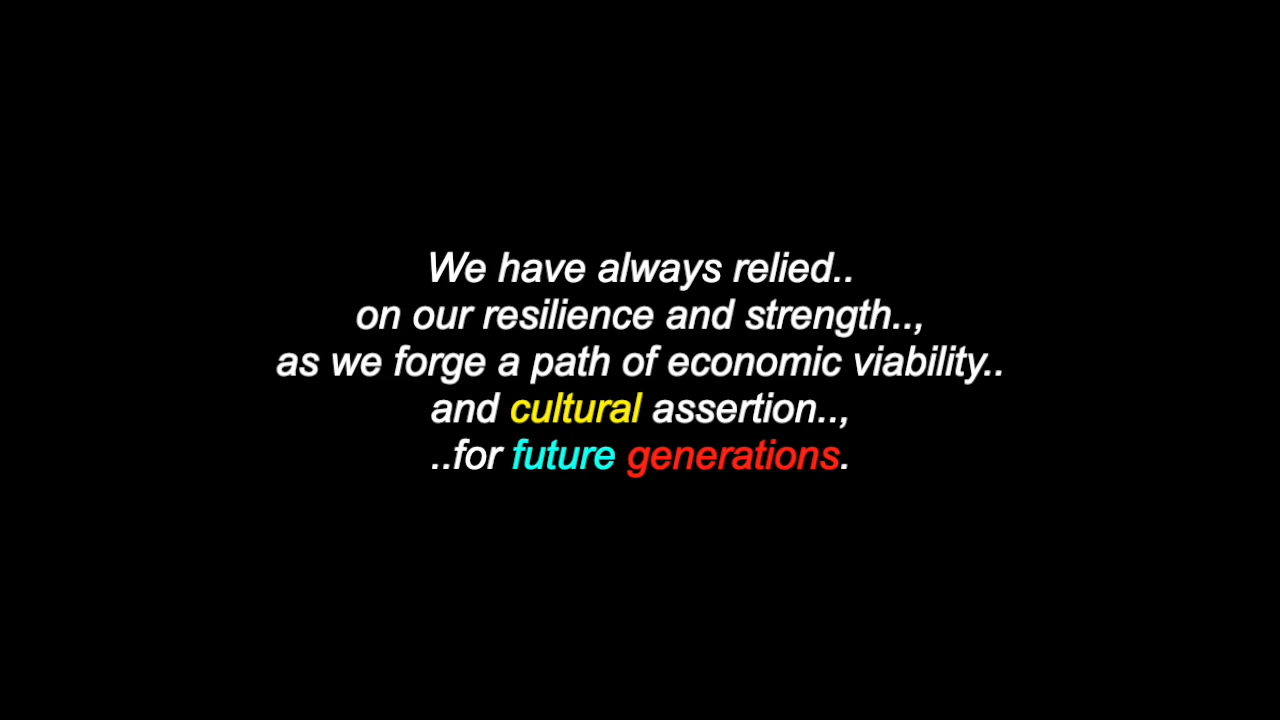 We have always relied..
on our resilience and strength..,
as we forge a path of economic viability..
and cultural assertion..,
..for future generations.